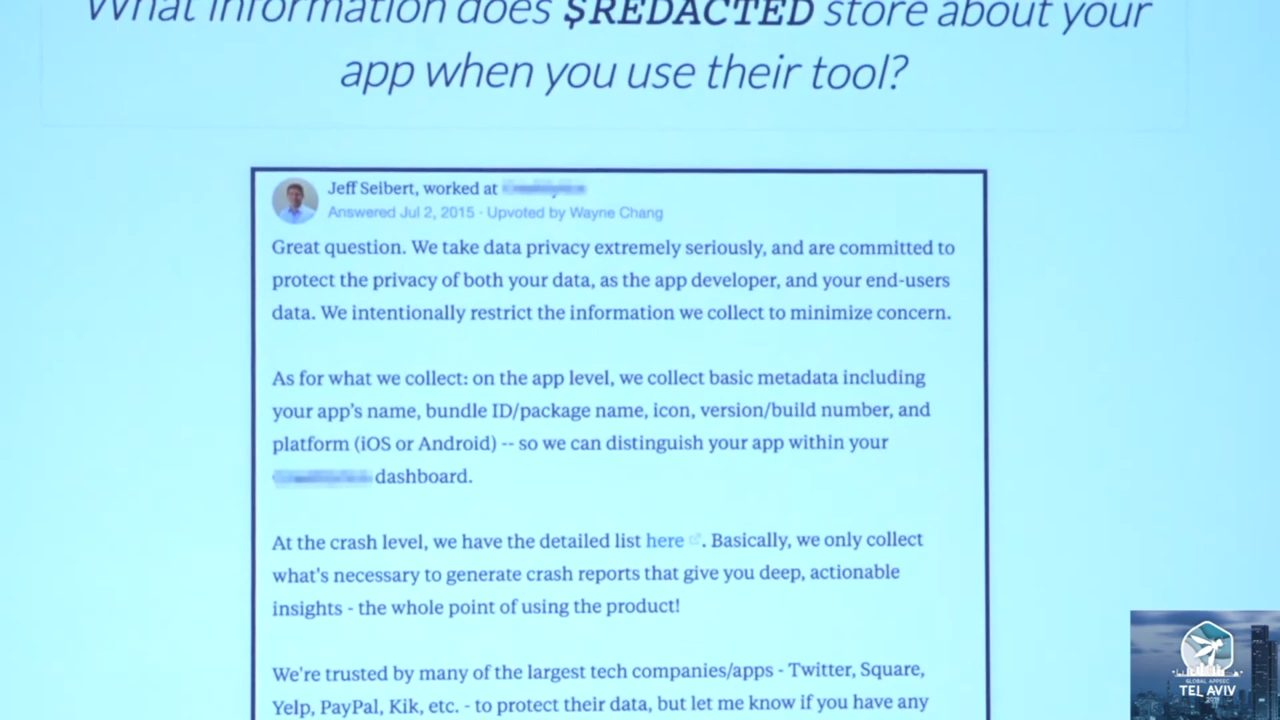 What information does $REDACTED store about your
app when you use their tool?
Jeff Seibert, worked at
Answered Jul 2, 2015 · Upvoted by Wayne Chang
Great question. We take data privacy extremely seriously, and are committed to
protect the privacy of both your data, as the app developer, and your end-users
data. We intentionally restrict the information we collect to minimize concern.
As for what we collect: on the app level, we collect basic metadata including
your app's name, bundle ID/package name, icon, version/build number, and
platform (iOS or Android) -- so we can distinguish your app within your
dashboard.
At the crash level, we have the detailed list here. Basically, we only collect
what's necessary to generate crash reports that give you deep, actionable
insights - the whole point of using the product!
We're trusted by many of the largest tech companies/apps - Twitter, Square,
Yelp, PayPal, Kik, etc. - to protect their data, but let me know if you have any
GLOBAL APPSEC
TEL AVIV